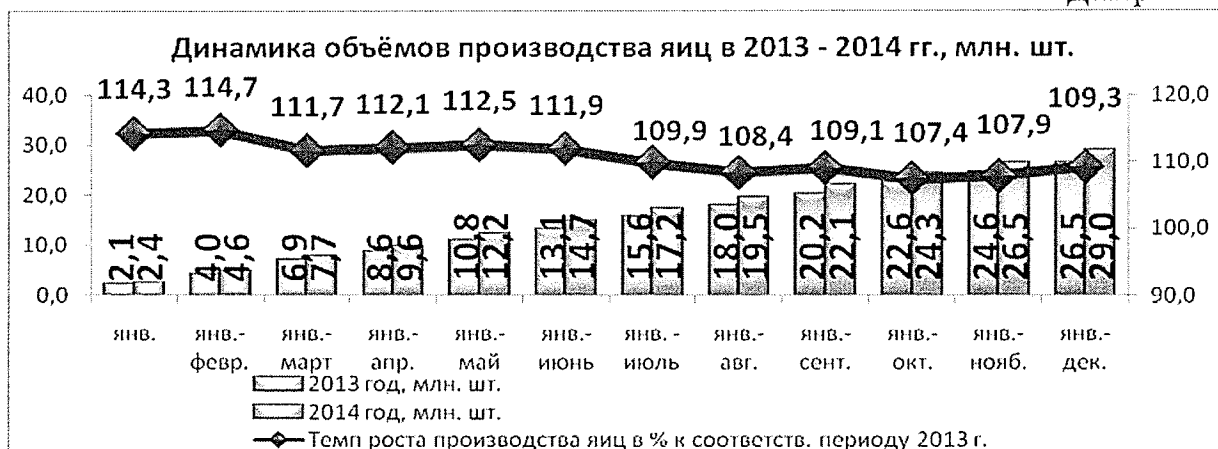 Динамика объёмов производства яиц в 2013 - 2014 гг., млн. шт.
114,3 114,7 111,7 112,1 112,5 111,9 109,9 108,4 109,1 107,4 107,9 109,3
40,0 30,0 20,0 10,0 0,0
120,0 110,0 100,0 90,0
2,1 2,4 4,0 4,6 6,9 7,7 8,6 9,6 10,8 12,2 13,1 14,7 15,6 17,2 18,0 19,5 20,2 22,1 22,6 24,3 24,6 26,5 26,5 29,0
янв. янв.- янв.- янв.- янв.- янв.- янв. - янв.- янв.- янв.- янв.- янв.-
февр. март апр. май июнь июль авг. сент. окт. нояб. дек.
2013 год, млн. шт.
2014 год, млн. шт.
Темп роста производства яиц в % к соответств. периоду 2013 г.